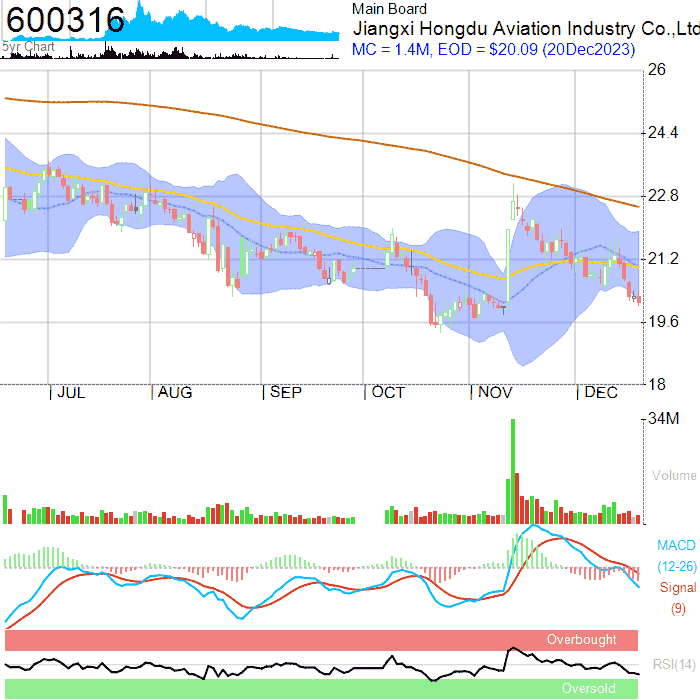 600316
5yr Chart
Main Board
Jiangxi Hongdu Aviation Industry Co.,Ltd
MC = 1.4M, EOD = $20.09 (20Dec2023)
26
24.4
22.8
21.2
19.6
18
JUL AUG SEP OCT NOV DEC
34M
Volume
MACD
(12-26)
Signal
(9)
Overbought
RSI(14)
Oversold